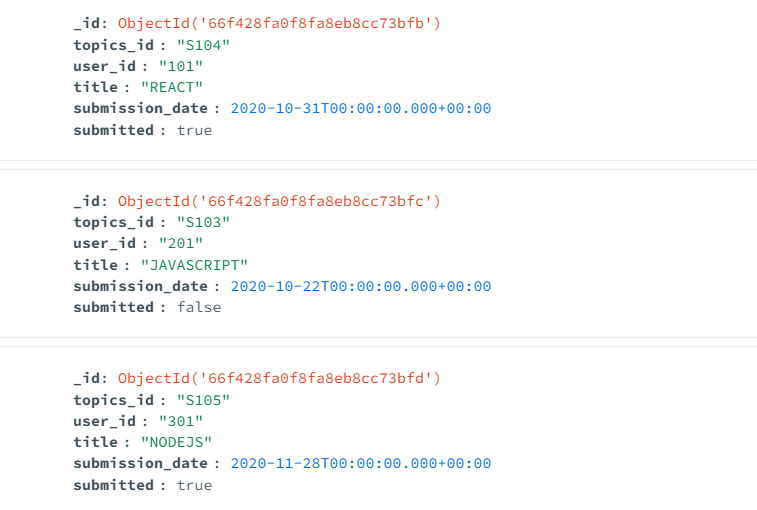 _id: ObjectId('66f428fa0f8fa8eb8cc73bfb')
topics_id : "S104"
user_id : "101"
title : "REACT"
submission_date : 2020-10-31T00:00:00.000+00:00
submitted : true
_id: ObjectId('66f428fa0f8fa8eb8cc73bfc')
topics_id : "S103"
user_id : "201"
title : "JAVASCRIPT"
submission_date : 2020-10-22T00:00:00.000+00:00
submitted : false
_id: ObjectId('66f428fa0f8fa8eb8cc73bfd')
topics_id : "S105"
user_id : "301"
title : "NODEJS"
submission_date : 2020-11-28T00:00:00.000+00:00
submitted : true